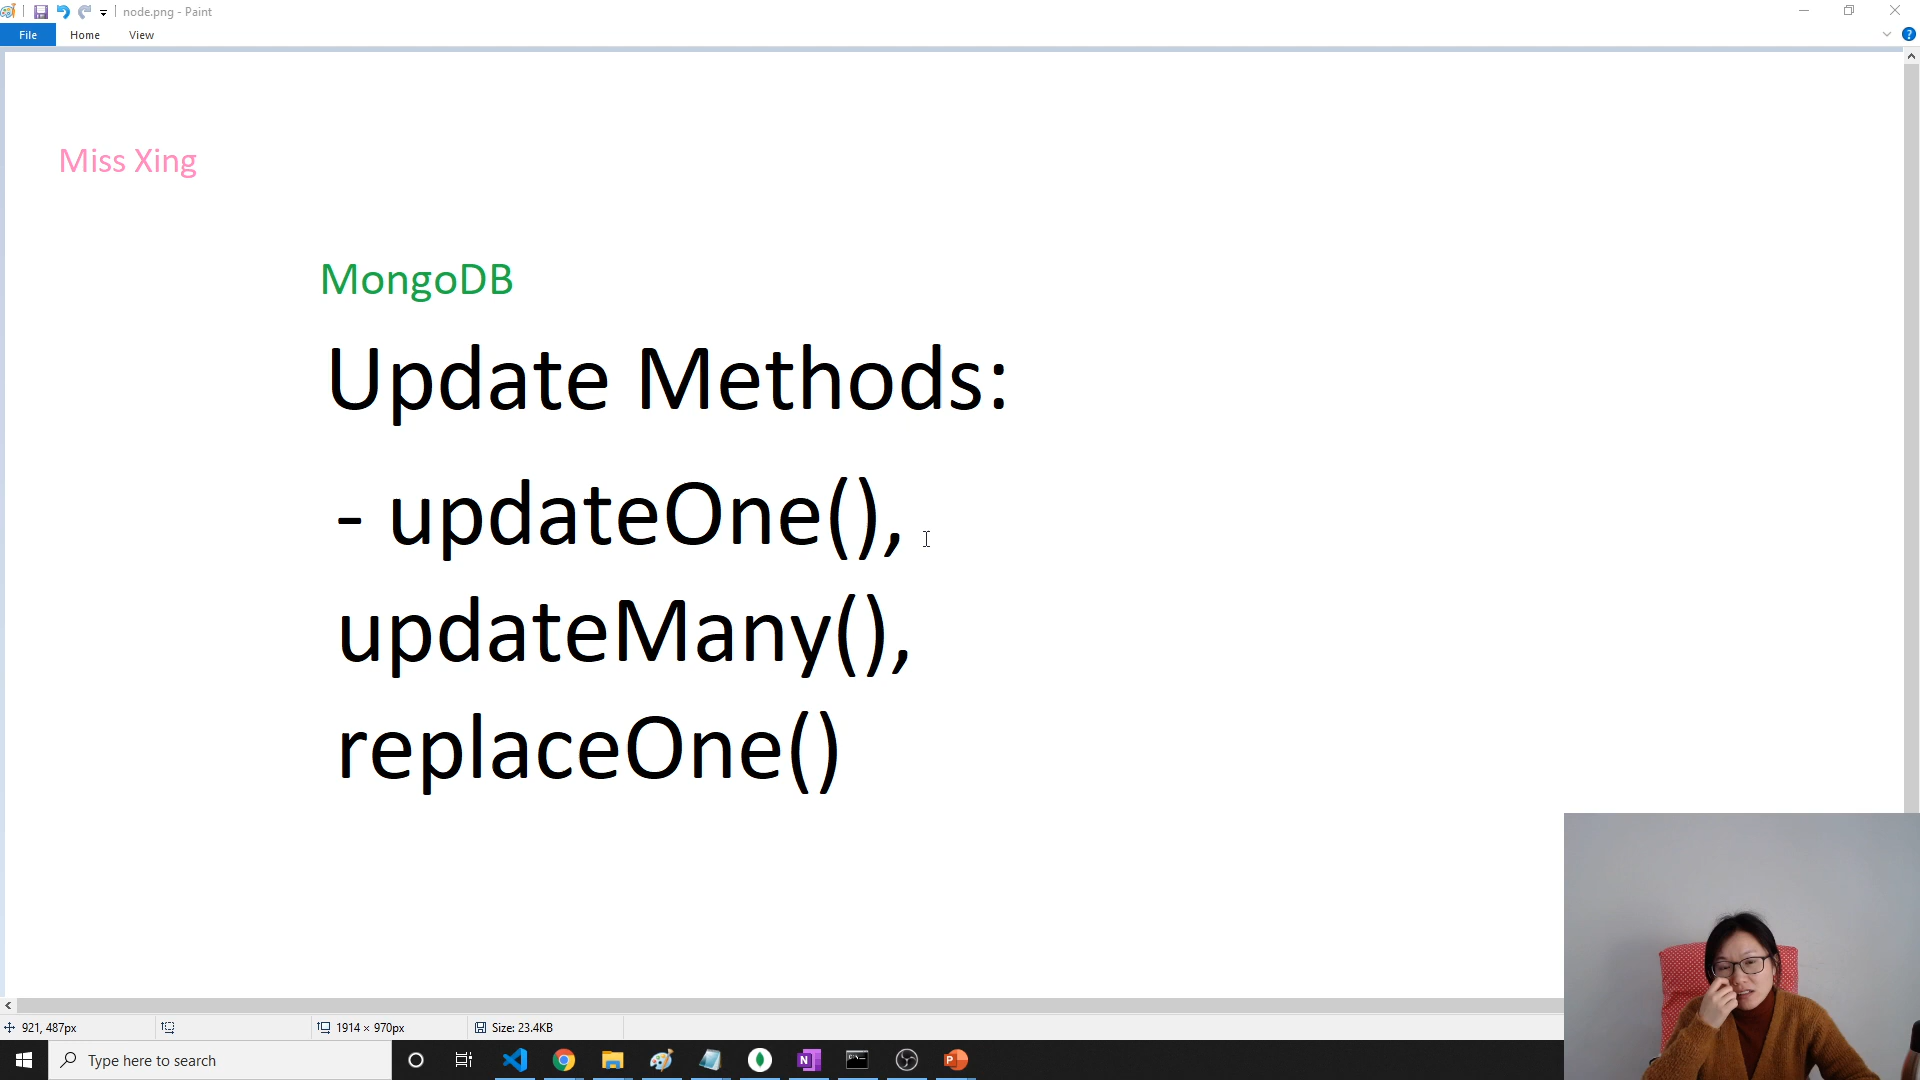 node.png - Paint
File Home View
Miss Xing
MongoDB
Update Methods:
- updateOne(),
updateMany(),
replaceOne()
921, 487px
1914 × 970px
Size: 23.4KB
Type here to search